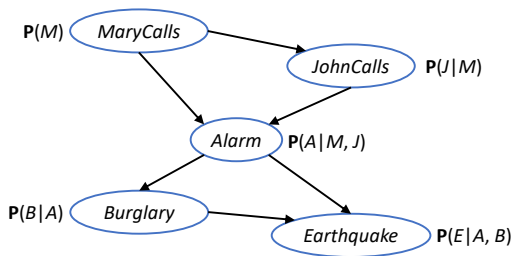 P(M) MaryCalls
JohnCalls P(J|M)
Alarm P(A|M, J)
P(B|A) Burglary
Earthquake P(E|A, B)